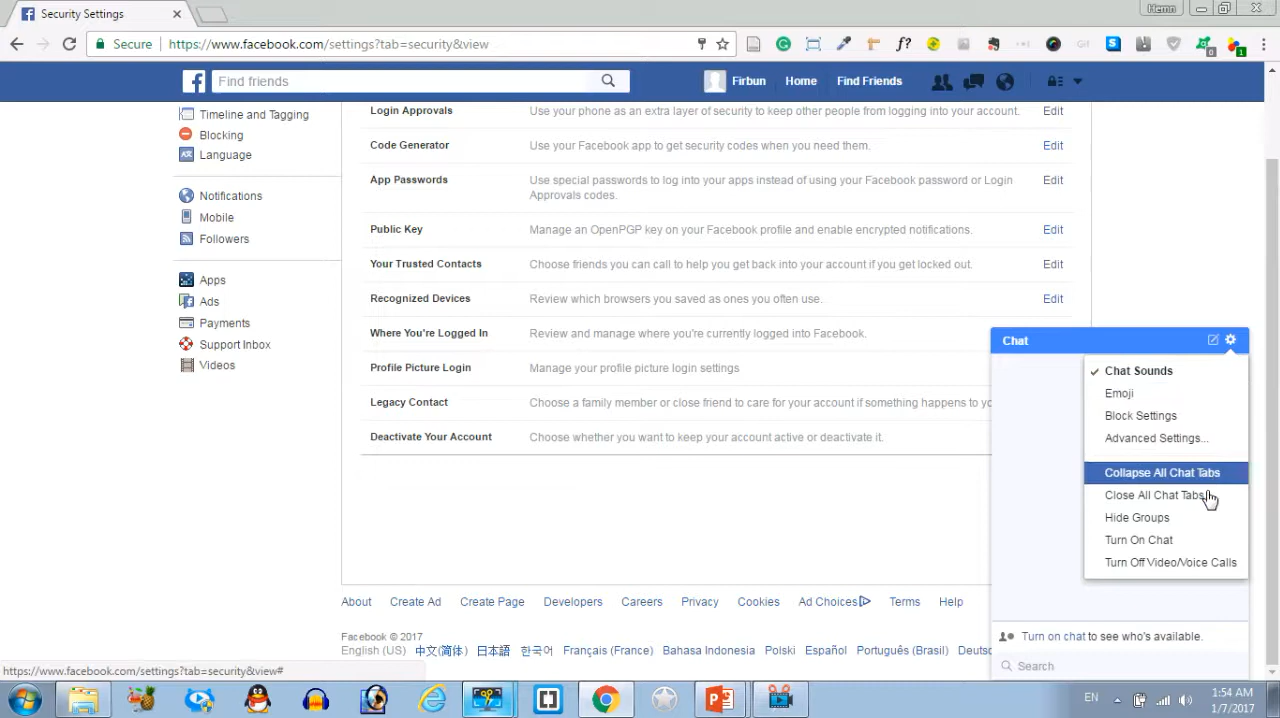 Security Settings
Hemn
Secure
https://www.facebook.com/settings?tab=security&view
f?
0
1
Find friends
Firbun
Home
Find Friends
Timeline and Tagging
Blocking
Language
Notifications
Mobile
Followers
Apps
Ads
Payments
Support Inbox
Videos
Login Approvals Use your phone as an extra layer of security to keep other people from logging into your account. Edit
Code Generator Use your Facebook app to get security codes when you need them. Edit
App Passwords Use special passwords to log into your apps instead of using your Facebook password or Login Edit
Approvals codes.
Public Key Manage an OpenPGP key on your Facebook profile and enable encrypted notifications. Edit
Your Trusted Contacts Choose friends you can call to help you get back into your account if you get locked out. Edit
Recognized Devices Review which browsers you saved as ones you often use. Edit
Where You're Logged In Review and manage where you're currently logged into Facebook.
Profile Picture Login Manage your profile picture login settings
Legacy Contact Choose a family member or close friend to care for your account if something happens to
Deactivate Your Account Choose whether you want to keep your account active or deactivate it.
Chat
Chat Sounds
Emoji
Block Settings
Advanced Settings...
Collapse All Chat Tabs
Close All Chat Tabs
Hide Groups
Turn On Chat
Turn Off Video/Voice Calls
Turn on chat to see who's available.
Search
About Create Ad Create Page Developers Careers Privacy Cookies Ad Choices Terms Help
Facebook © 2017
English (US) 中文(简体) 日本語 한국어 Français (France) Bahasa Indonesia Polski Español Português (Brasil) Deutsc
https://www.facebook.com/settings?tab=security&view#
EN
1:54 AM
1/7/2017